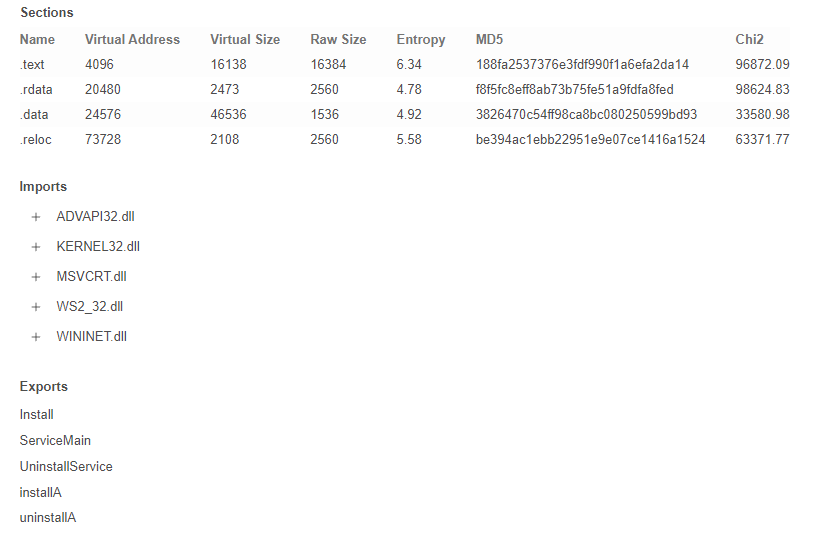 Sections
Name Virtual Address Virtual Size Raw Size Entropy MD5 Chi2
.text 4096 16138 16384 6.34 188fa2537376e3fdf990f1a6efa2da14 96872.09
.rdata 20480 2473 2560 4.78 f8f5fc8eff8ab73b75fe51a9fdfa8fed 98624.83
.data 24576 46536 1536 4.92 3826470c54ff98ca8bc080250599bd93 33580.98
.reloc 73728 2108 2560 5.58 be394ac1ebb22951e9e07ce1416a1524 63371.77
Imports
+ ADVAPI32.dll
+ KERNEL32.dll
+ MSVCRT.dll
+ WS2_32.dll
+ WININET.dll
Exports
Install
ServiceMain
UninstallService
installA
uninstallA